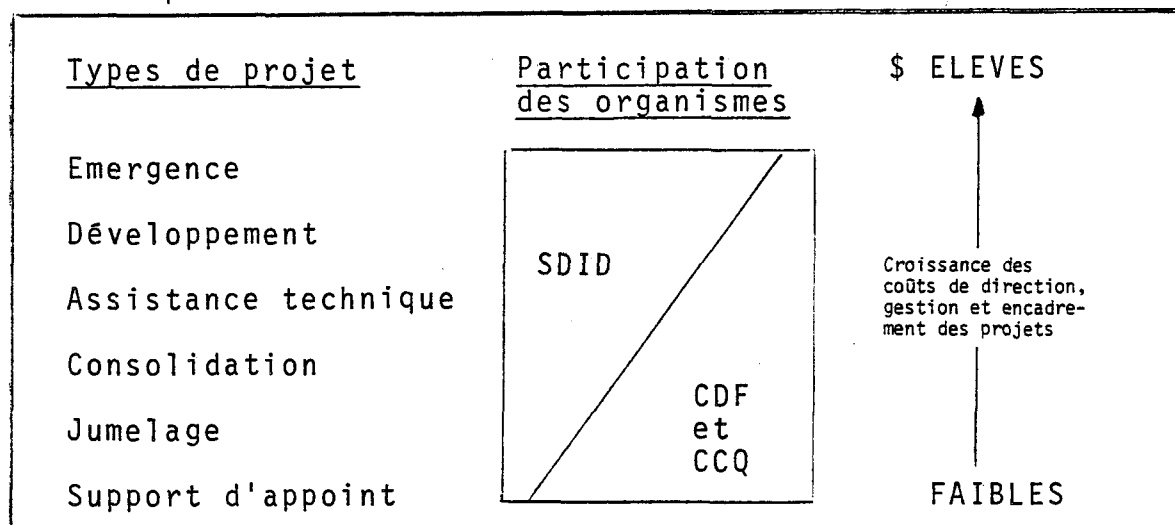 Types de projet
Participation
des organismes
$ ELEVES
Emergence
Développement
Assistance technique
Consolidation
Jumelage
Support d'appoint
SDID
CDF
et
CCQ
Croissance des
coûts de direction,
gestion et encadre-
ment des projets
FAIBLES